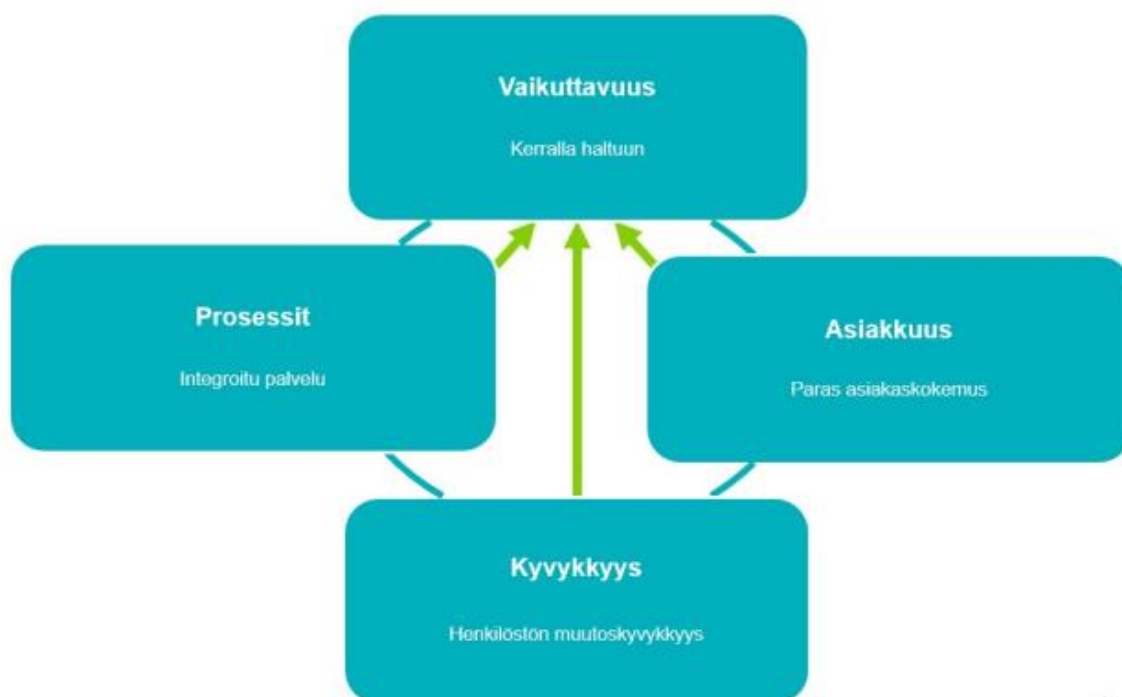 Vaikuttavuus
Kerralla haltuun
Prosessit
Integroitu palvelu
Asiakkuus
Paras asiakaskokemus
Kyvykkyys
Henkilöstön muutoskyvykkyys